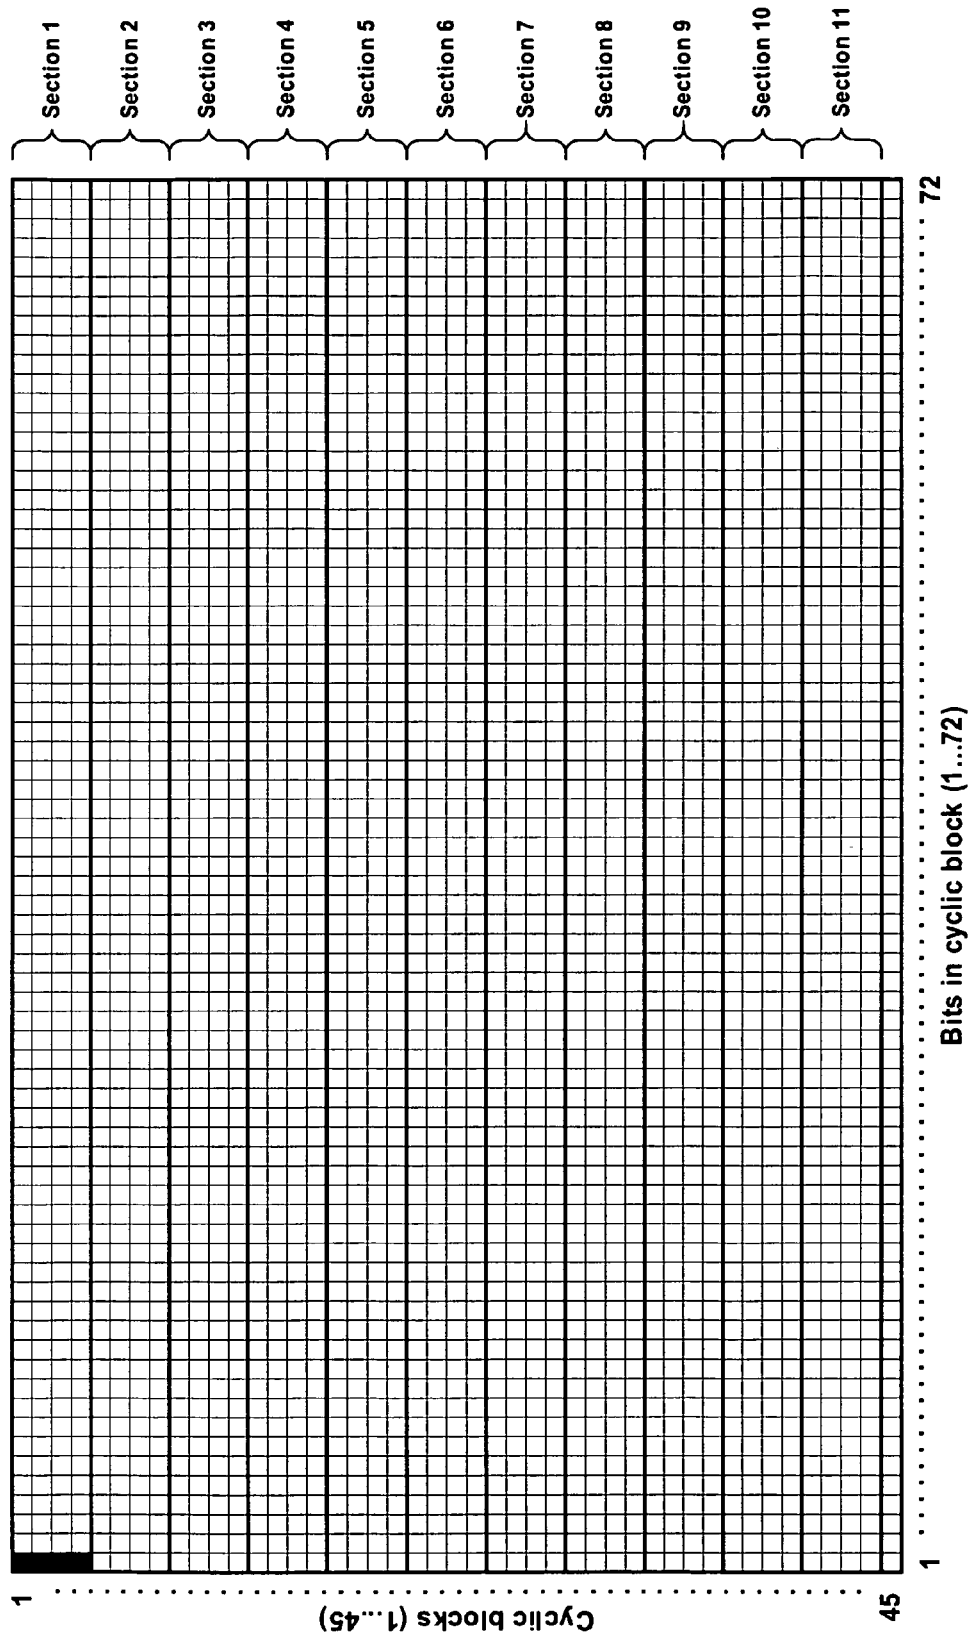 Section 1
Section 2
Section 3
Section 4
Section 5
Section 6
Section 7
Section 8
Section 9
Section 10
Section 11
1
Cyclic blocks (1...45)
45
1
72
Bits in cyclic block (1...72)